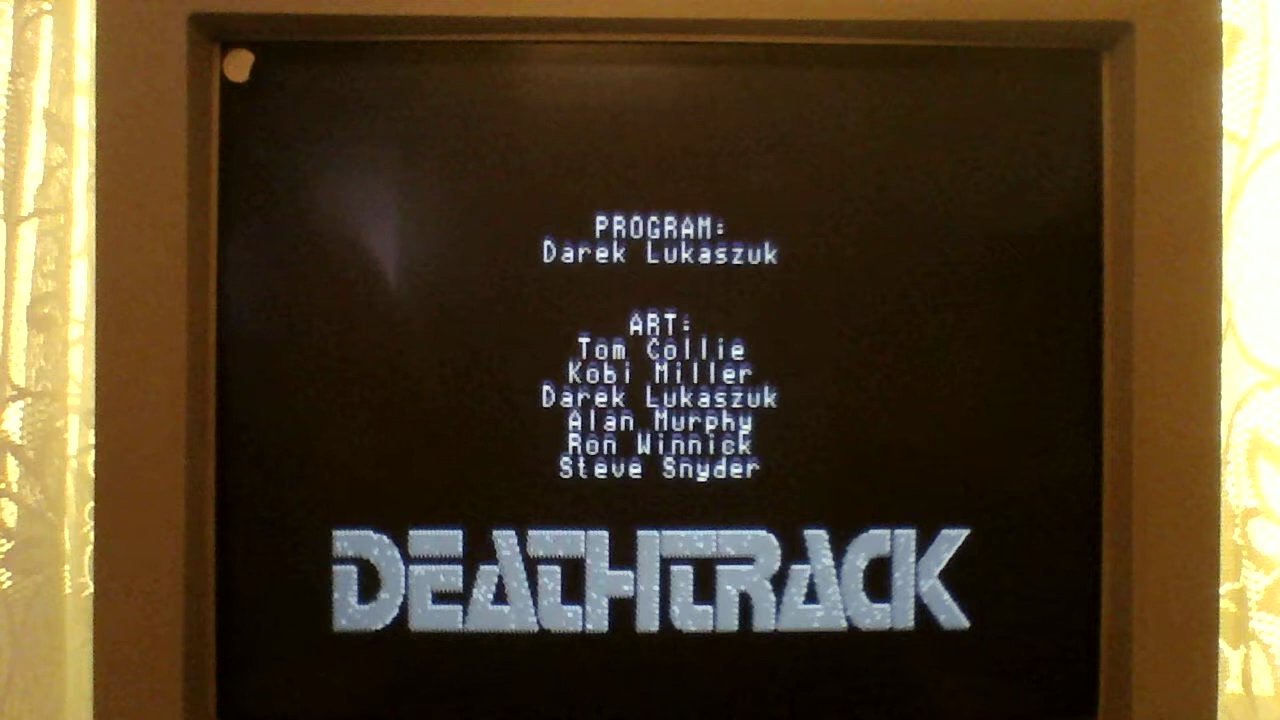 PROGRAM:
Darek Lukaszuk
ART:
Tom Collie
Kobi Miller
Darek Lukaszuk
Alan Murphy
Ron Winnick
Steve Snyder
DEATHTRACK